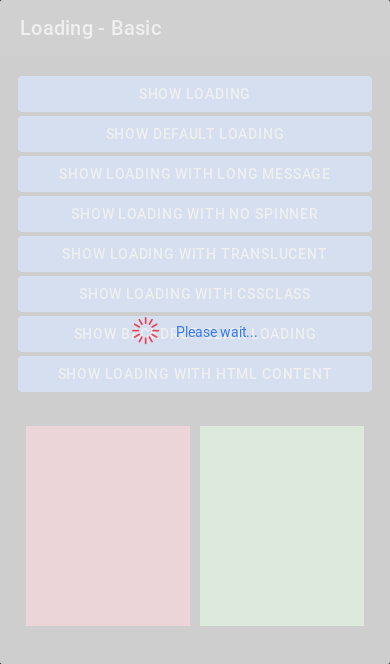 Loading - Basic
SHOW LOADING
SHOW DEFAULT LOADING
SHOW LOADING WITH LONG MESSAGE
SHOW LOADING WITH NO SPINNER
SHOW LOADING WITH TRANSLUCENT
SHOW LOADING WITH CSSCLASS
SHOW LOADING
Please wait...
SHOW LOADING WITH HTML CONTENT